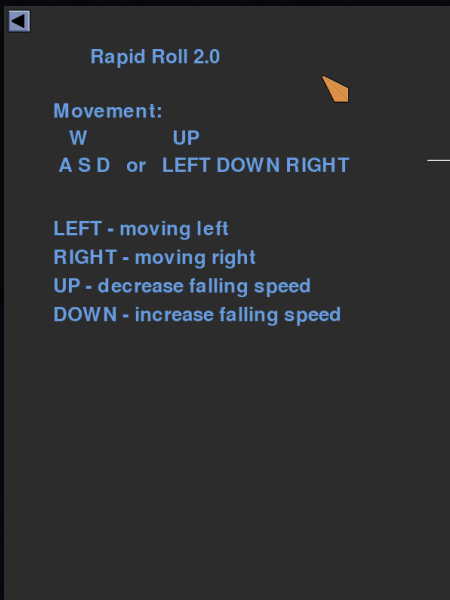 Rapid Roll 2.0
Movement:
W UP
A S D or LEFT DOWN RIGHT
LEFT - moving left
RIGHT - moving right
UP - decrease falling speed
DOWN - increase falling speed